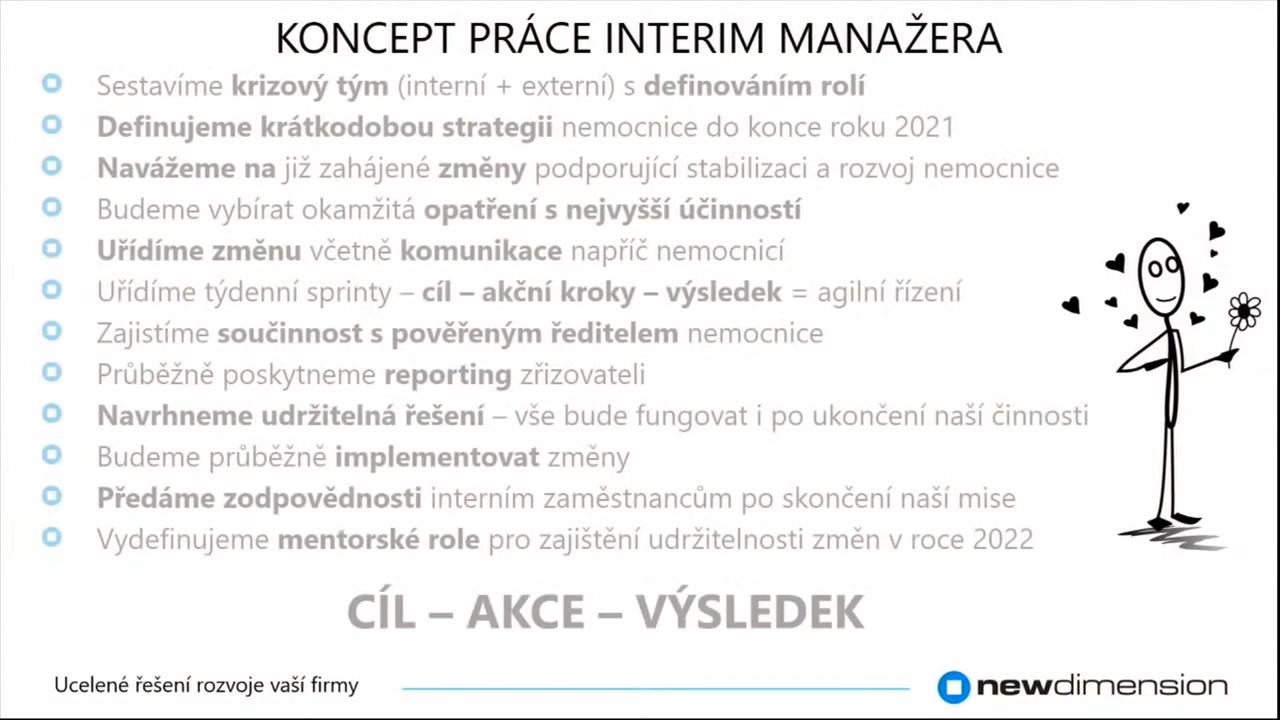 KONCEPT PRÁCE INTERIM MANAŽERA
Sestavíme krizový tým (interní + externí) s definováním rolí
Definujeme krátkodobou strategii nemocnice do konce roku 2021
Navážeme na již zahájené změny podporující stabilizaci a rozvoj nemocnice
Budeme vybírat okamžitá opatření s nejvyšší účinností
Uřídíme změnu včetně komunikace napříč nemocnicí
Uřídíme týdenní sprinty – cíl – akční kroky – výsledek = agilní řízení
Zajistíme součinnost s pověřeným ředitelem nemocnice
Průběžně poskytneme reporting zřizovateli
Navrhneme udržitelná řešení – vše bude fungovat i po ukončení naší činnosti
Budeme průběžně implementovat změny
Předáme zodpovědnosti interním zaměstnancům po skončení naší mise
Vydefinujeme mentorské role pro zajištění udržitelnosti změn v roce 2022
CÍL – AKCE – VÝSLEDEK
Ucelené řešení rozvoje vaší firmy
newdimension